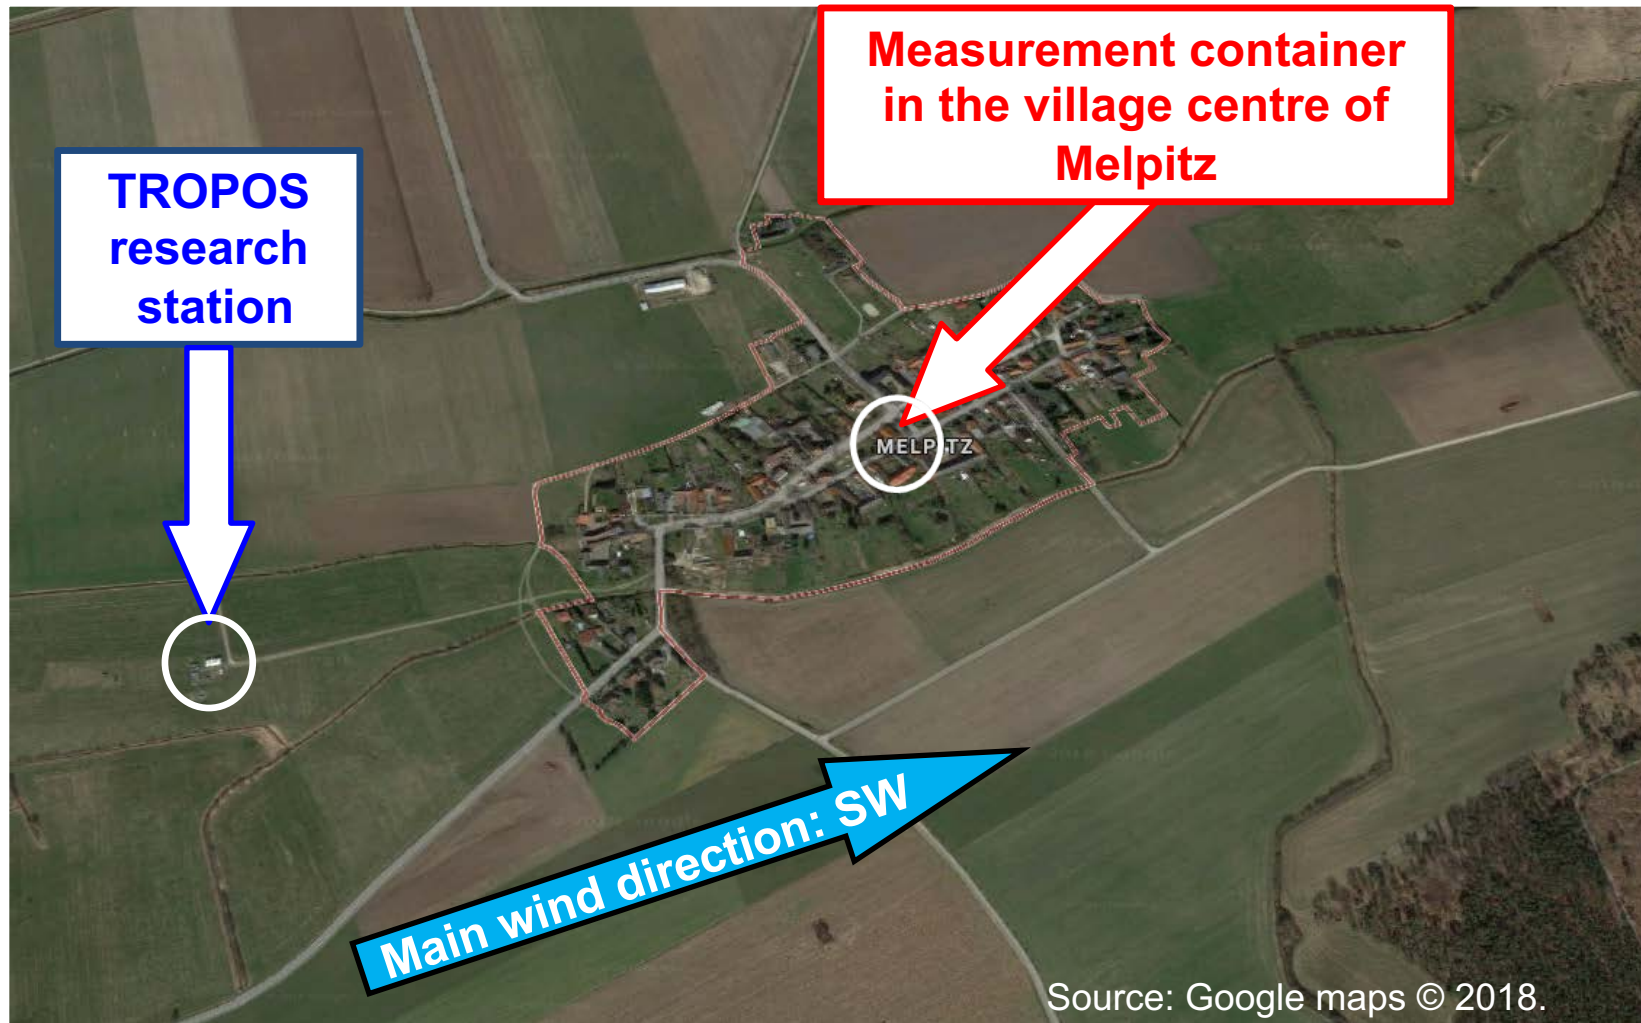 Measurement container
in the village centre of
Melpitz
TROPOS
research
station
MELPITZ
Main wind direction: SW
Source: Google maps © 2018.